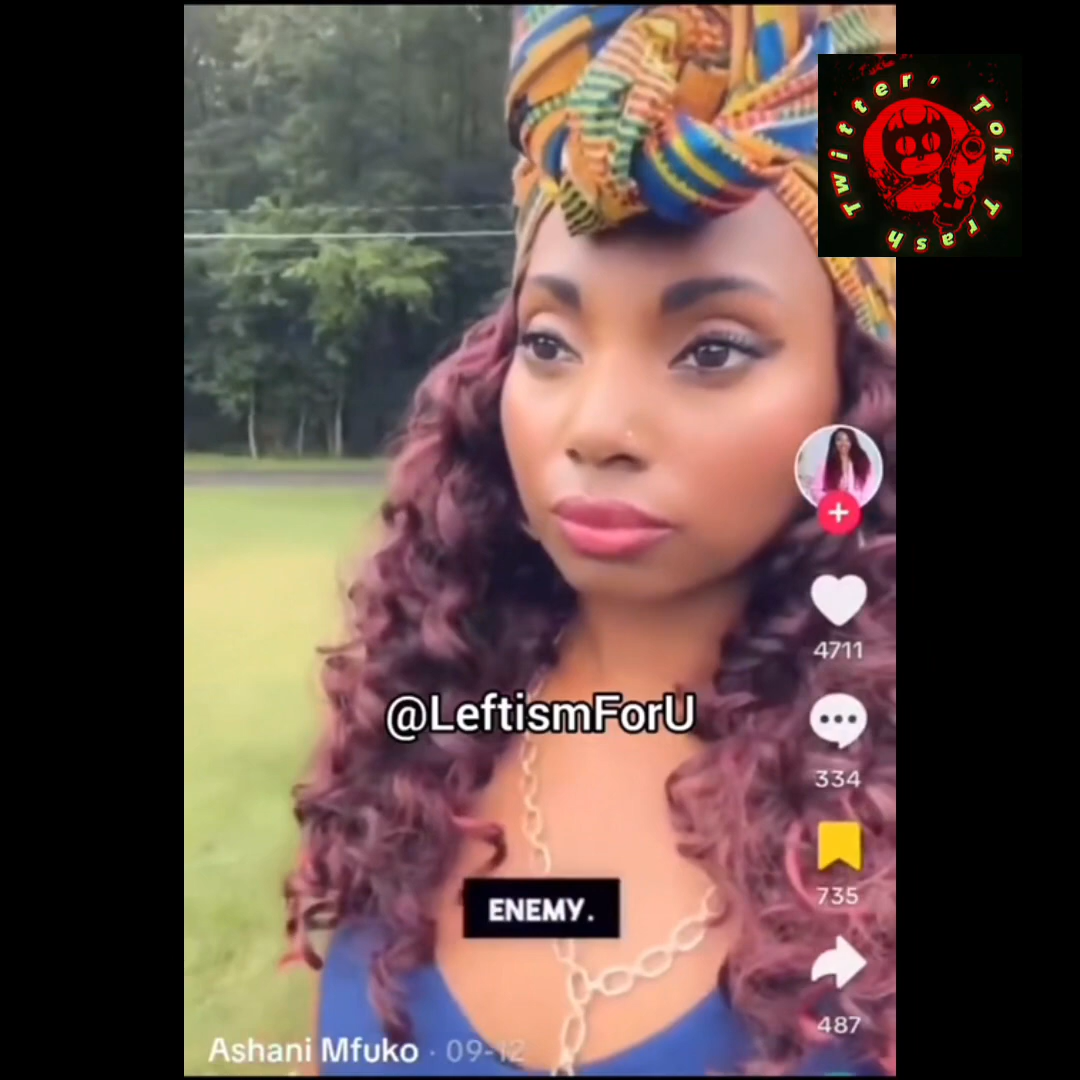 Twitter, Tok Trash
4711
@LeftismForU
334
735
ENEMY.
487
Ashani Mfuko · 09-12